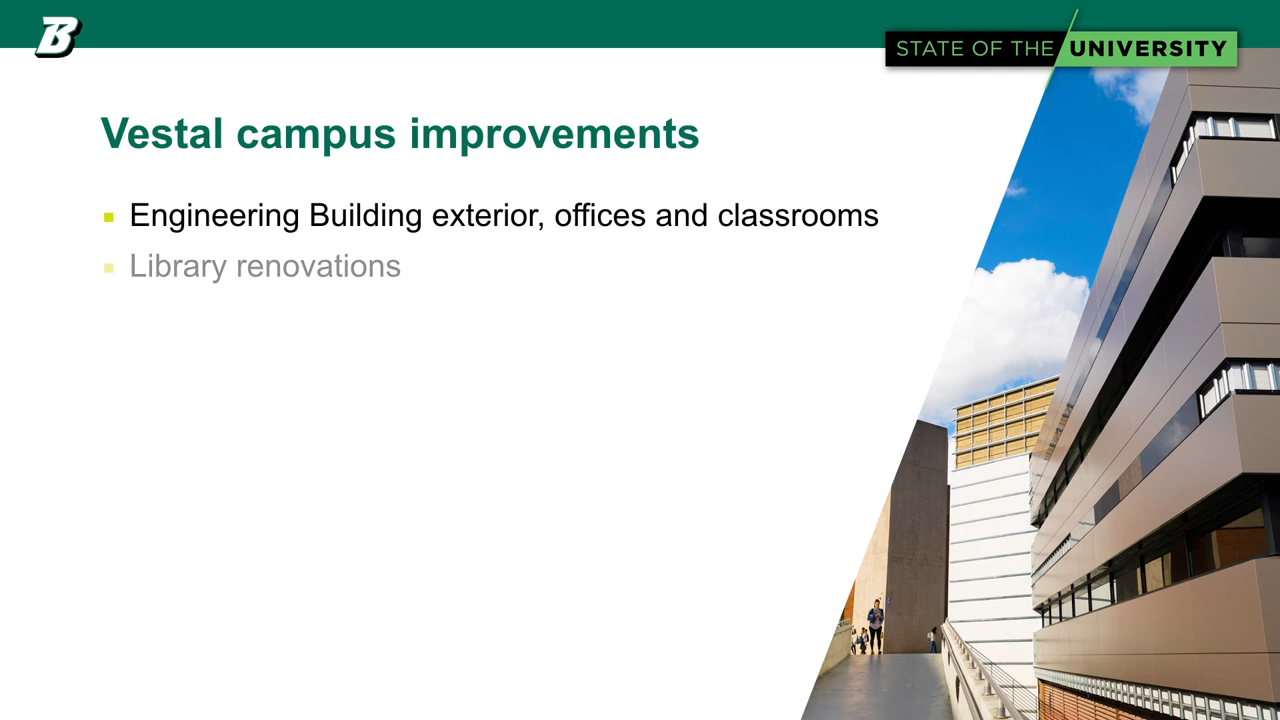 B
STATE OF THE UNIVERSITY
Vestal campus improvements
Engineering Building exterior, offices and classrooms
Library renovations